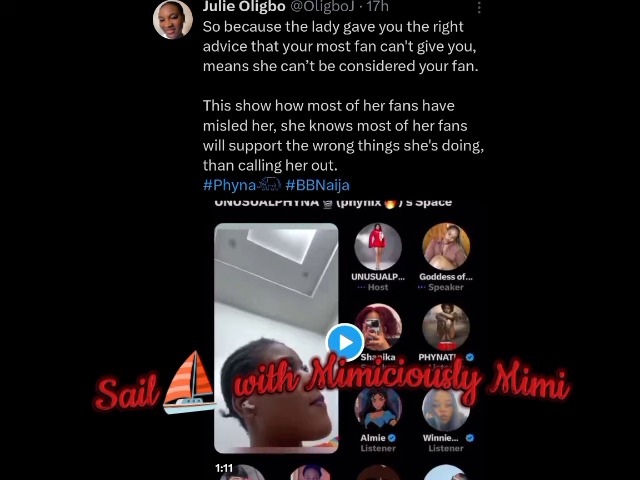 Julie Oligbo @OligboJ · 17h
So because the lady gave you the right
advice that your most fan can't give you,
means she can't be considered your fan.
This show how most of her fans have
misled her, she knows most of her fans
will support the wrong things she's doing,
than calling her out.
#Phyna #BBNaija
UNUSUALPHYNA (phynix🔥)'s Space
UNUSUALP... Goddess of...
Host Speaker
Shanika PHYNATI...
Sail with Mimiciously Mimi
Almie Winnie...
Listener Listener
1:11